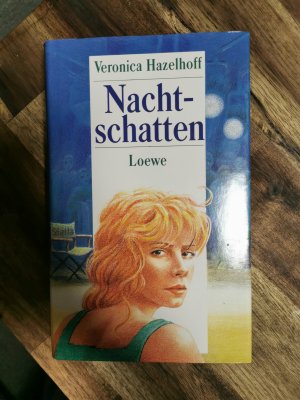 Veronica Hazelhoff
Nacht-
schatten
Loewe